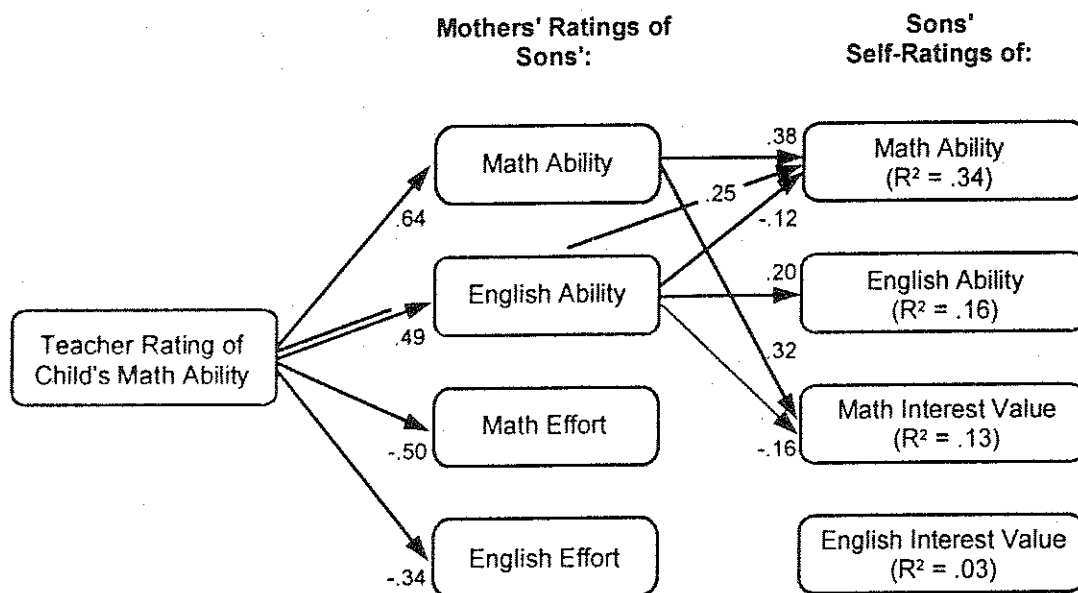 Mothers' Ratings of
Sons':
Sons'
Self-Ratings of:
Math Ability
.38
Math Ability
(R² = .34)
.25
-.12
.64
English Ability
.20
English Ability
(R² = .16)
.49
Teacher Rating of
Child's Math Ability
.32
Math Effort
-.50
Math Interest Value
(R² = .13)
-.16
English Effort
-.34
English Interest Value
(R² = .03)